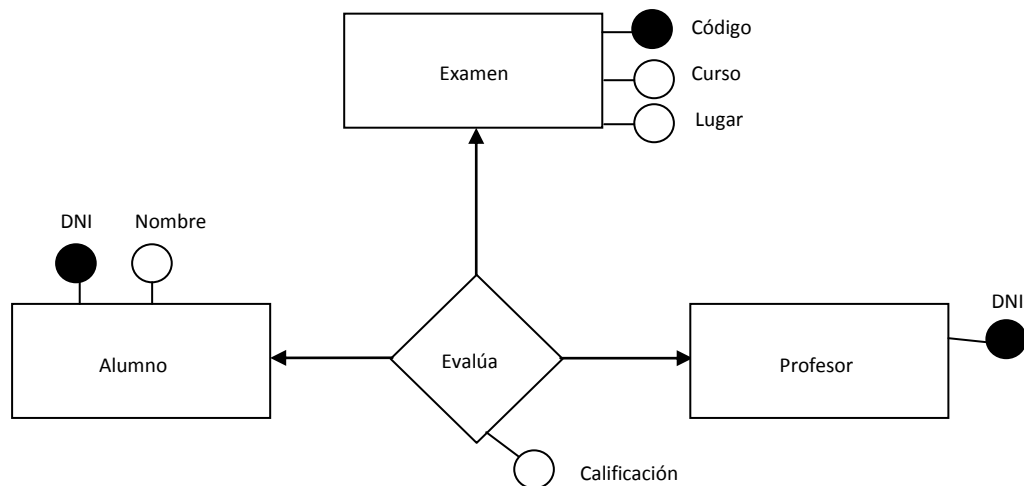 Código
Examen
Curso
Lugar
DNI
Nombre
DNI
Alumno
Evalúa
Profesor
Calificación